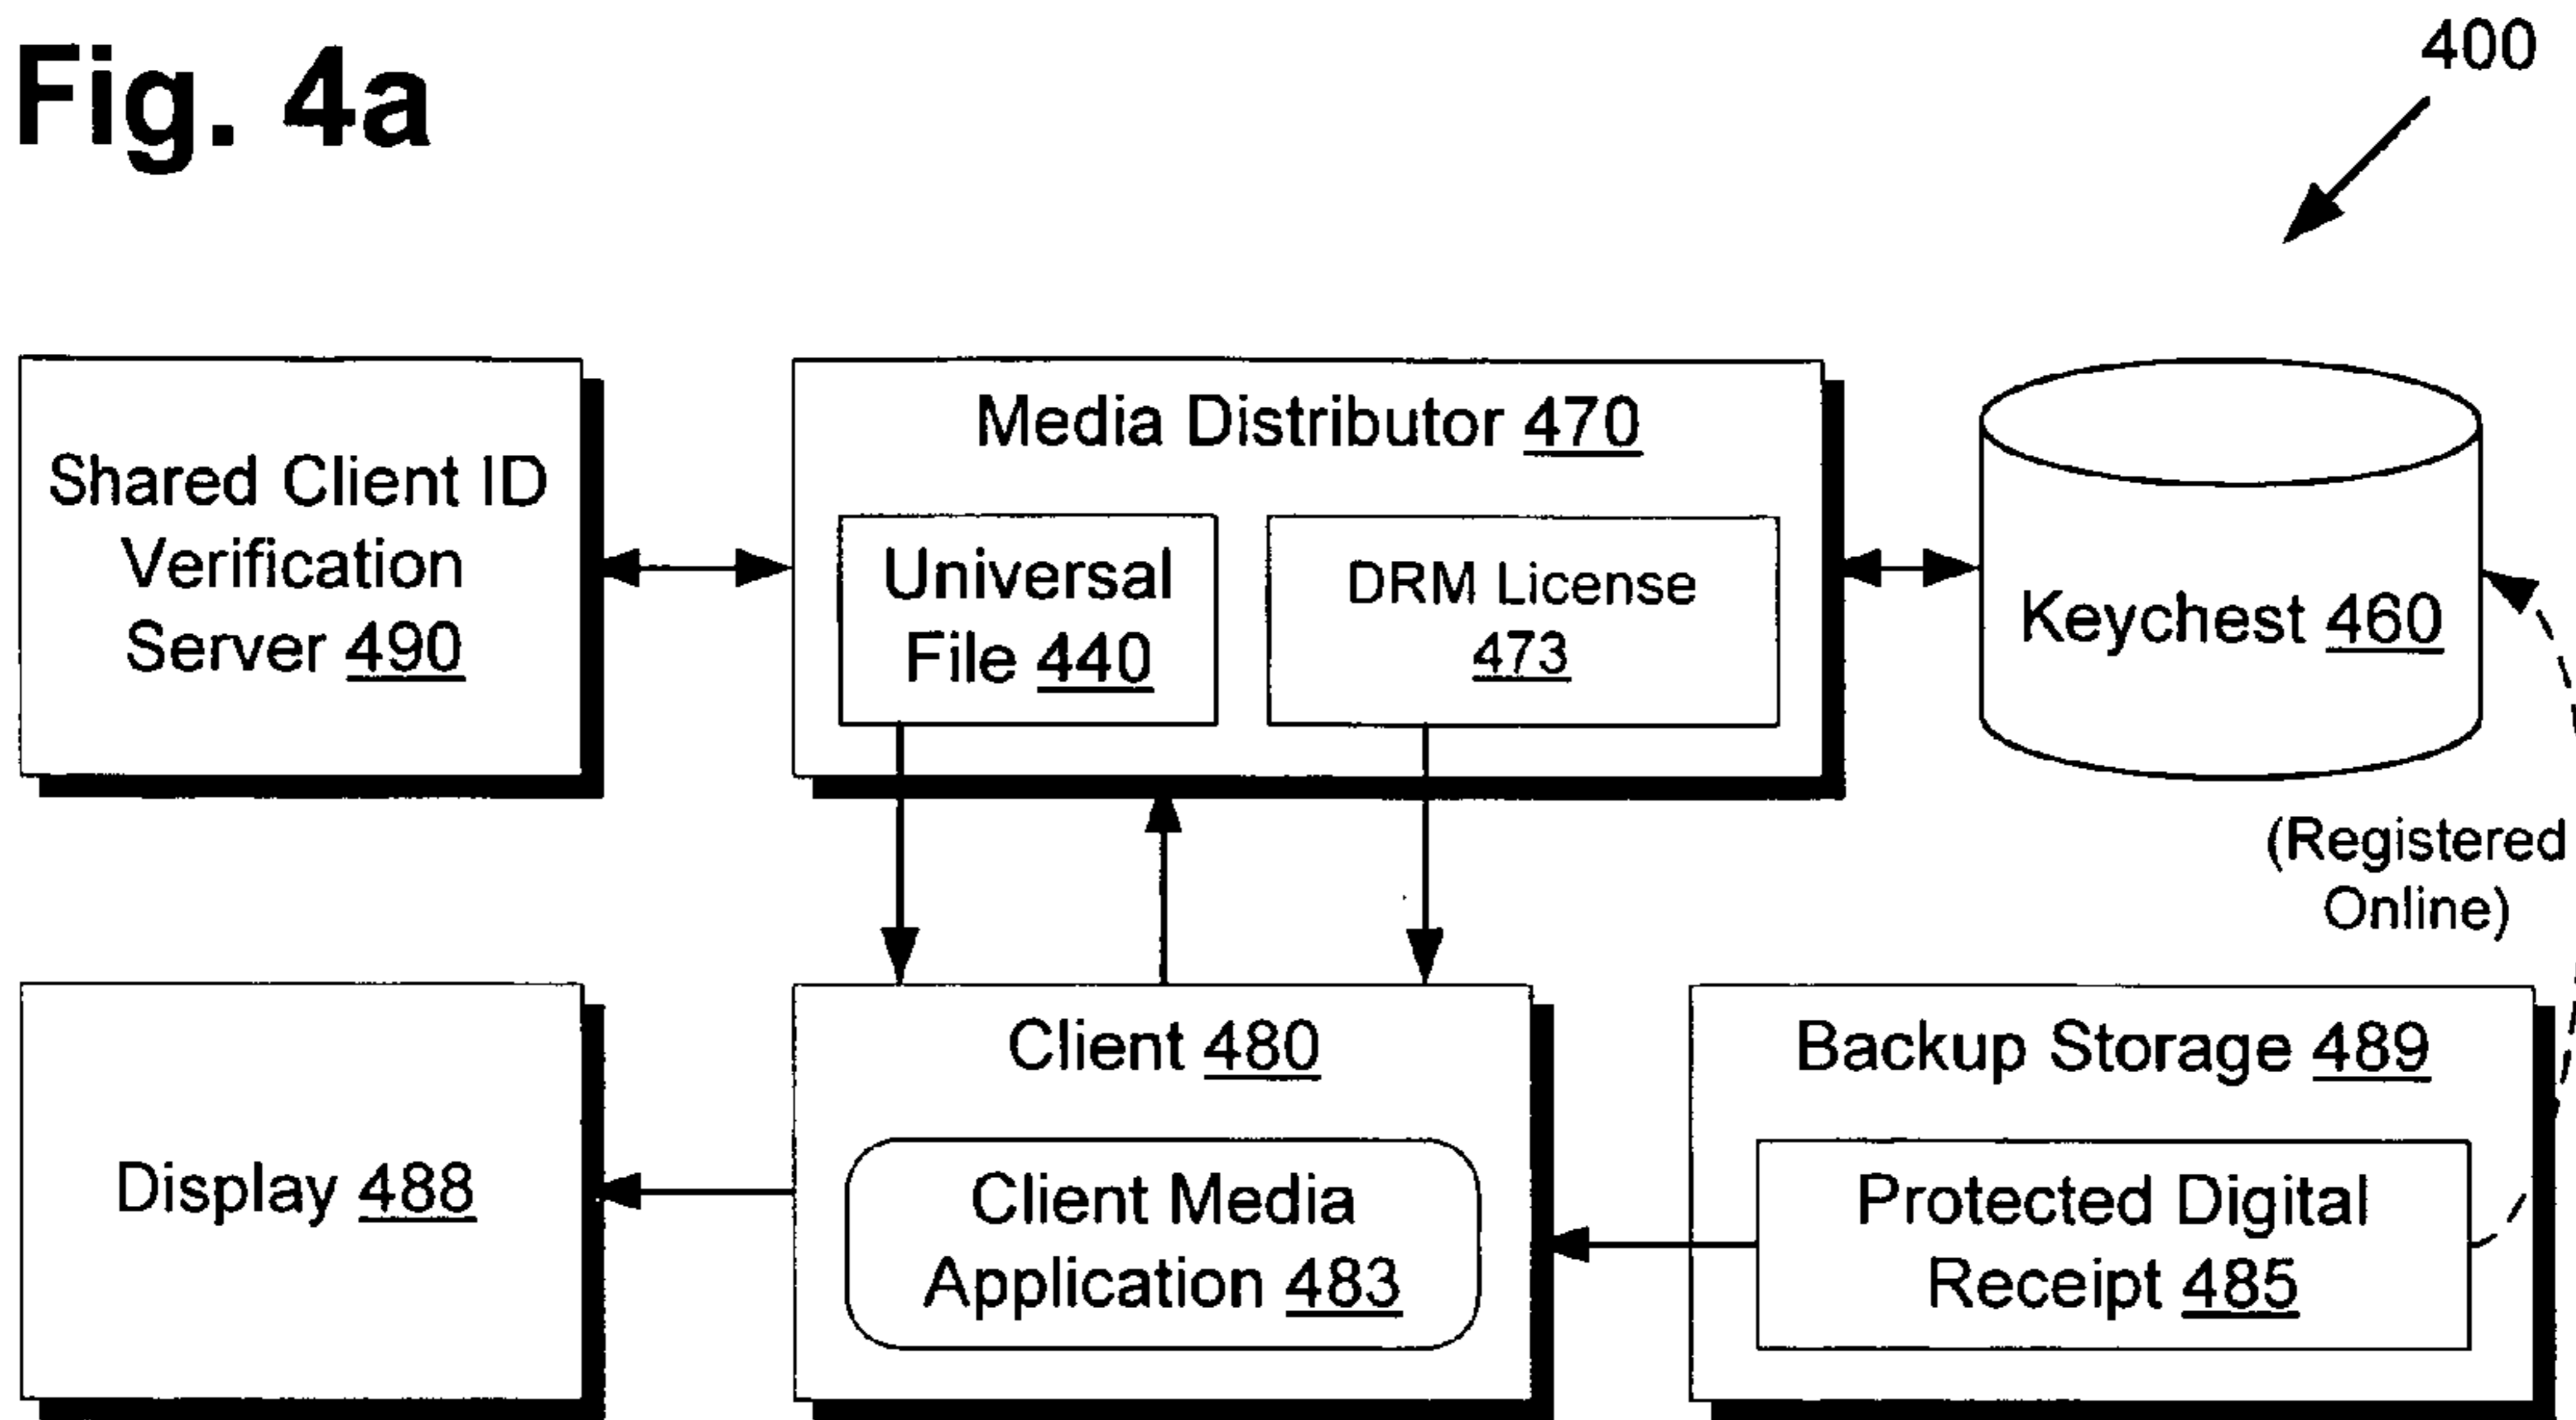 Fig. 4a
400
Shared Client ID
Verification
Server 490
Media Distributor 470
Universal
File 440
DRM License
473
Keychest 460
(Registered
Online)
Display 488
Client 480
Client Media
Application 483
Backup Storage 489
Protected Digital
Receipt 485